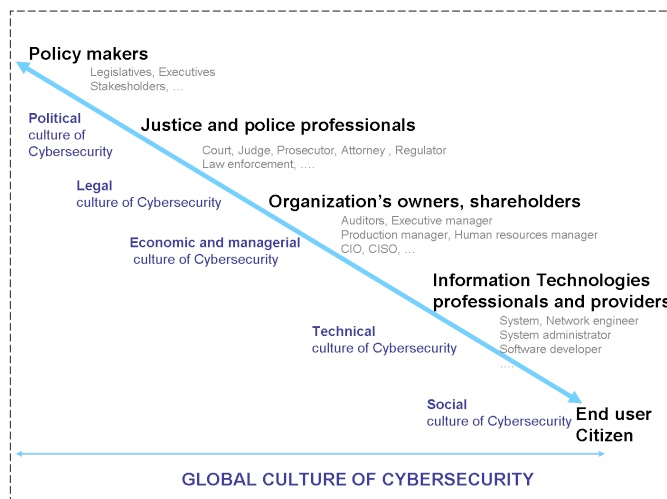 Policy makers
Legislatives, Executives
Stakesholders, ...
Political
culture of
Cybersecurity
Justice and police professionals
Court, Judge, Prosecutor, Attorney , Regulator
Law enforcement, ....
Legal
culture of Cybersecurity
Organization's owners, shareholders
Auditors, Executive manager
Production manager, Human resources manager
CIO, CISO, ...
Economic and managerial
culture of Cybersecurity
Information Technologies
professionals and providers
System, Network engineer
System administrator
Software developer
....
Technical
culture of Cybersecurity
Social
culture of Cybersecurity
End user
Citizen
GLOBAL CULTURE OF CYBERSECURITY